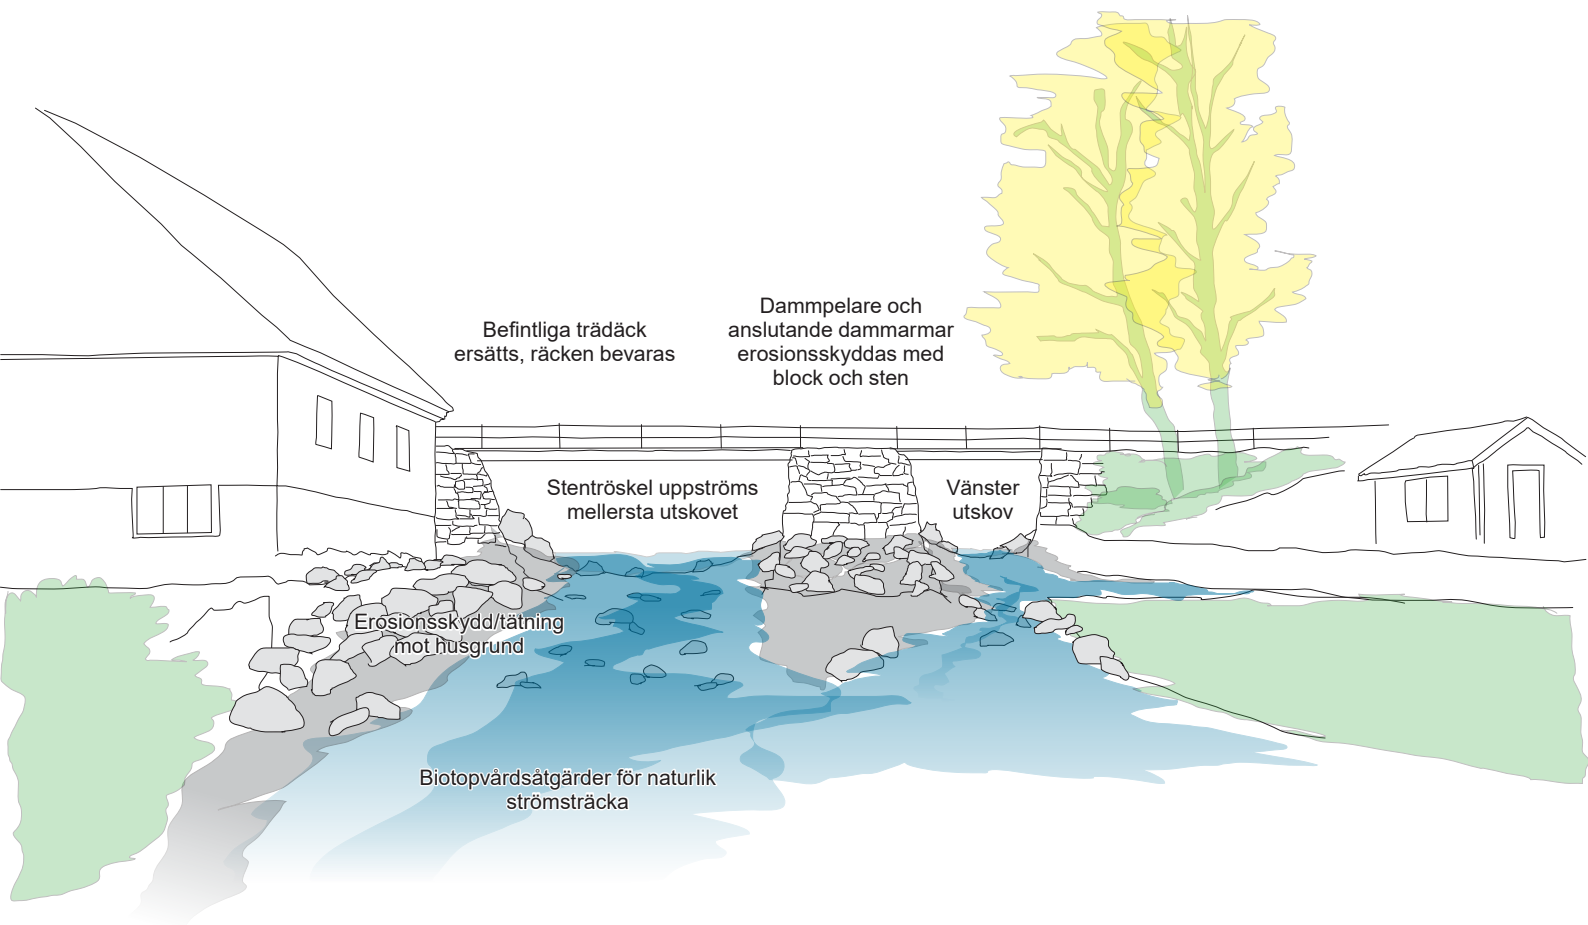 Befintliga trädäck
ersätts, räcken bevaras
Dammpelare och
anslutande dammarmar
erosionsskyddas med
block och sten
Stentröskel uppströms
mellersta utskovet
Vänster
utskov
Erosionsskydd/tätning
mot husgrund
Biotopvårdsåtgärder för naturlik
strömsträcka